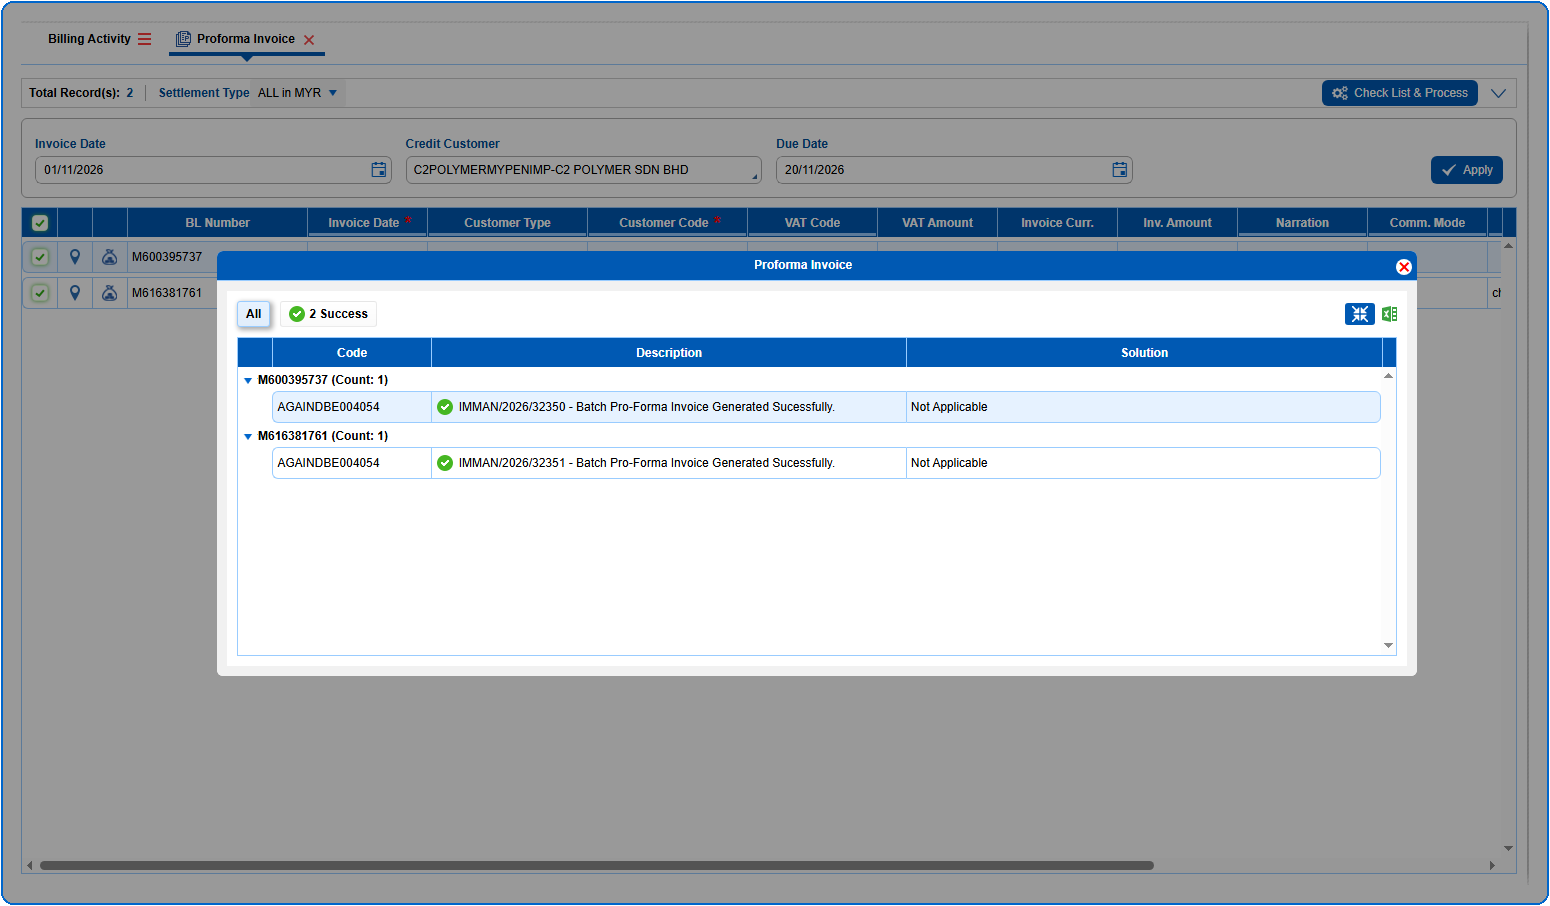 Billing Activity
Proforma Invoice
Total Record(s): 2
Settlement Type ALL in MYR
Check List & Process
Invoice Date
Credit Customer
Due Date
01/11/2026
C2POLYMERMYPENIMP-C2 POLYMER SDN BHD
20/11/2026
Apply
BL Number Invoice Date * Customer Type Customer Code * VAT Code VAT Amount Invoice Curr. Inv. Amount Narration Comm. Mode
M600395737
M616381761
Proforma Invoice
All
2 Success
Code Description Solution
M600395737 (Count: 1)
AGAINDBE004054 IMMAN/2026/32350 - Batch Pro-Forma Invoice Generated Sucessfully. Not Applicable
M616381761 (Count: 1)
AGAINDBE004054 IMMAN/2026/32351 - Batch Pro-Forma Invoice Generated Sucessfully. Not Applicable